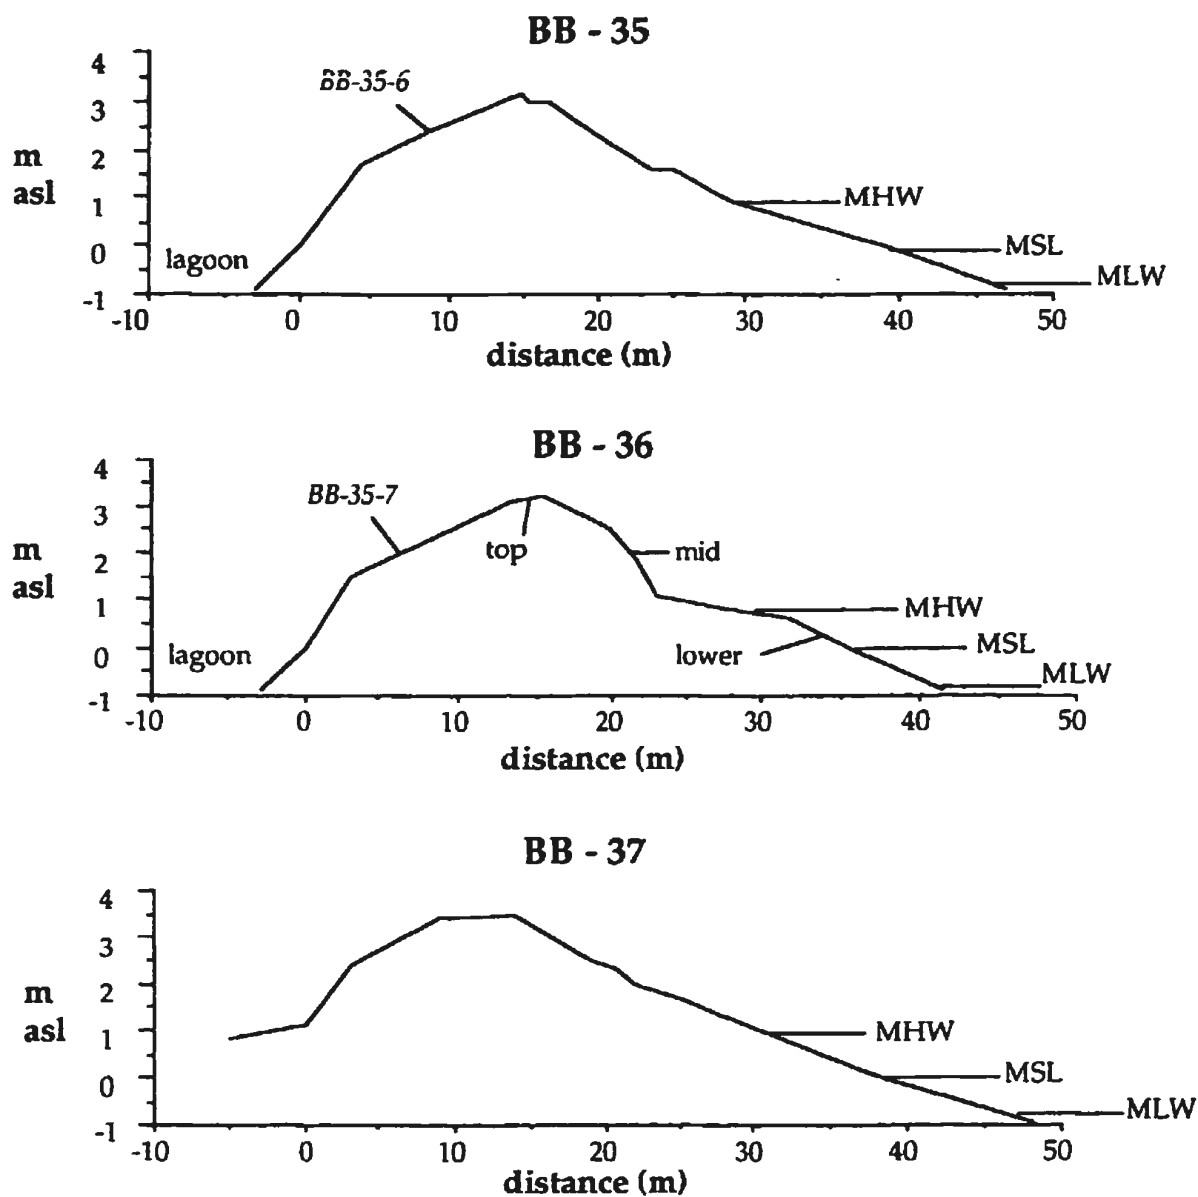 BB - 35
4
BB-35-6
3
m
2
asl
1
MHW
0
MSL
lagoon
MLW
-1
-10 0 10 20 30 40 50
distance (m)
BB - 36
4
BB-35-7
3
top
mid
m
2
asl
1
MHW
0
lagoon
lower
MSL
MLW
-1
-10 0 10 20 30 40 50
distance (m)
BB - 37
4
3
m
2
asl
1
MHW
0
MSL
MLW
-1
-10 0 10 20 30 40 50
distance (m)